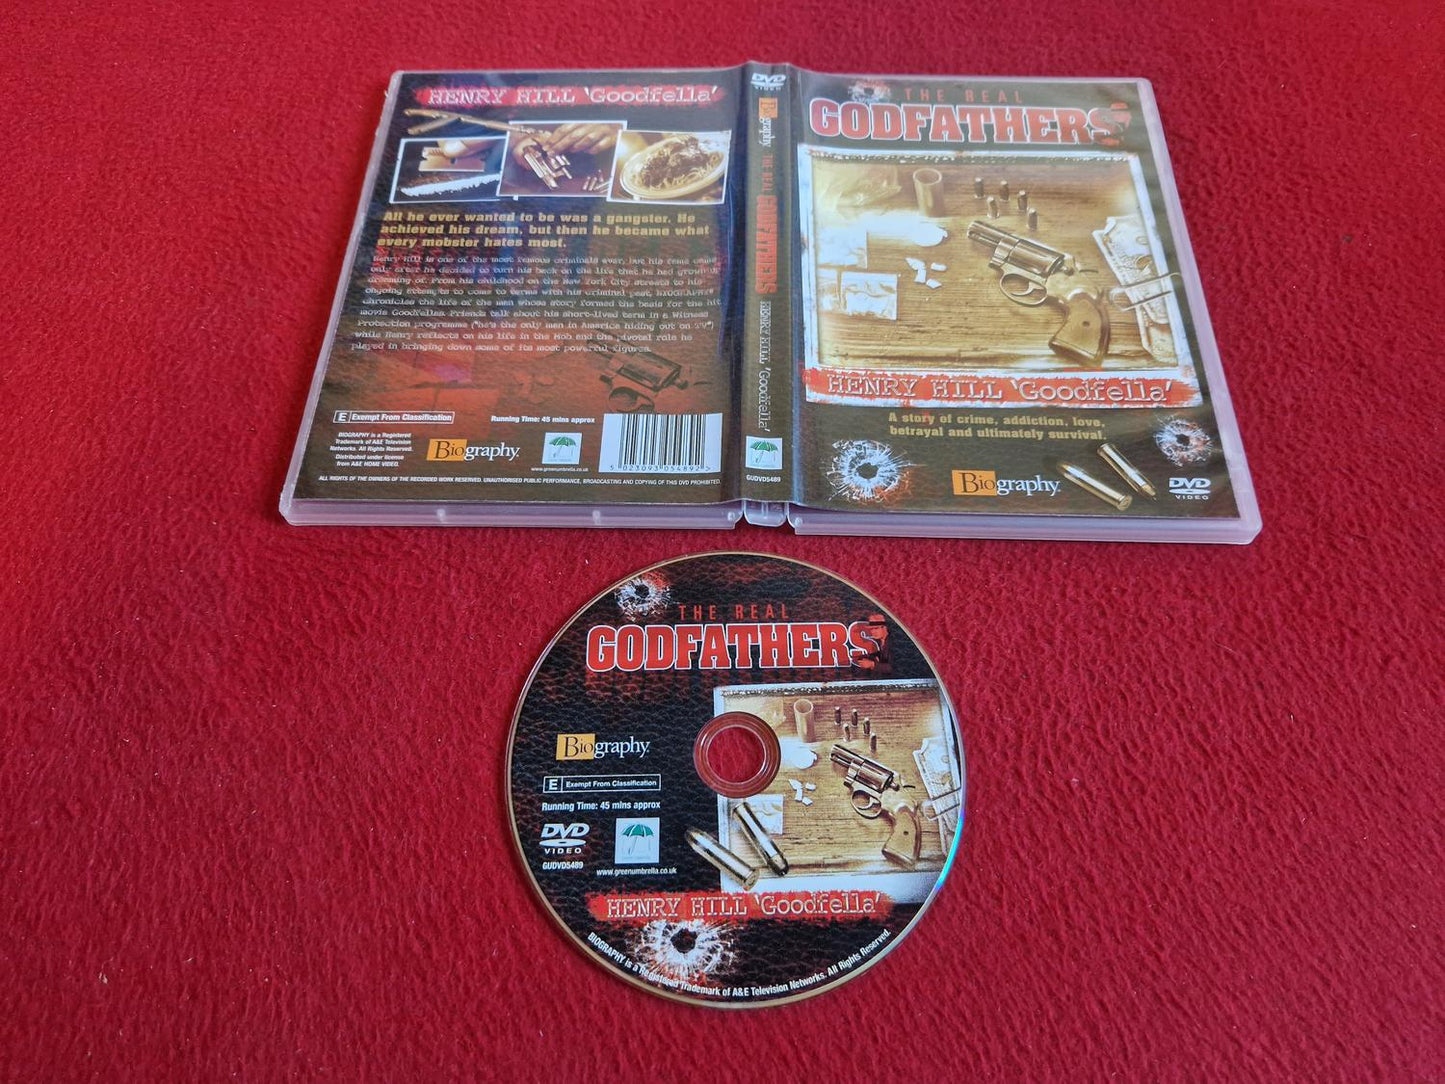 HENRY HILL 'Goodfella'
All he ever wanted to be was a gangster. He
achieved his dream, but then he became what
every mobster hates most.
Henry Hill is one of the most famous criminals ever, but his fame came
only after he decided to turn his back on the life that he had grown up
dreaming of. From his childhood on the New York City streets to his
ongoing attempts to come to terms with his criminal past, BIOGRAPHY
chronicles the life of the man whose story formed the basis for the hit
movie Goodfellas. Friends talk about his short-lived term in a Witness
Protection programme ("he's the only man in America hiding out on TV")
while Henry reflects on his life in the Mob and the pivotal role he
played in bringing down some of its most powerful figures.
E Exempt From Classification
Running Time: 45 mins approx
BIOGRAPHY is a Registered
Trademark of A&E Television
Networks. All Rights Reserved.
Distributed under license
from A&E HOME VIDEO.
Biography.
www.greenumbrella.co.uk
5 023093 054892
ALL RIGHTS OF THE OWNERS OF THE RECORDED WORK RESERVED. UNAUTHORISED PUBLIC PERFORMANCE, BROADCASTING AND COPYING OF THIS DVD PROHIBITED.
DVD
VIDEO
Biography.
THE REAL
GODFATHERS
HENRY HILL 'Goodfella'
GUDVD5489
THE REAL
GODFATHERS
HENRY HILL 'Goodfella'
A story of crime, addiction, love,
betrayal and ultimately survival.
Biography.
DVD
VIDEO
THE REAL
GODFATHERS
Biography.
E Exempt From Classification
Running Time: 45 mins approx
DVD
VIDEO
GUDVD5489
www.greenumbrella.co.uk
HENRY HILL 'Goodfella'
BIOGRAPHY is a Registered Trademark of A&E Television Networks. All Rights Reserved.